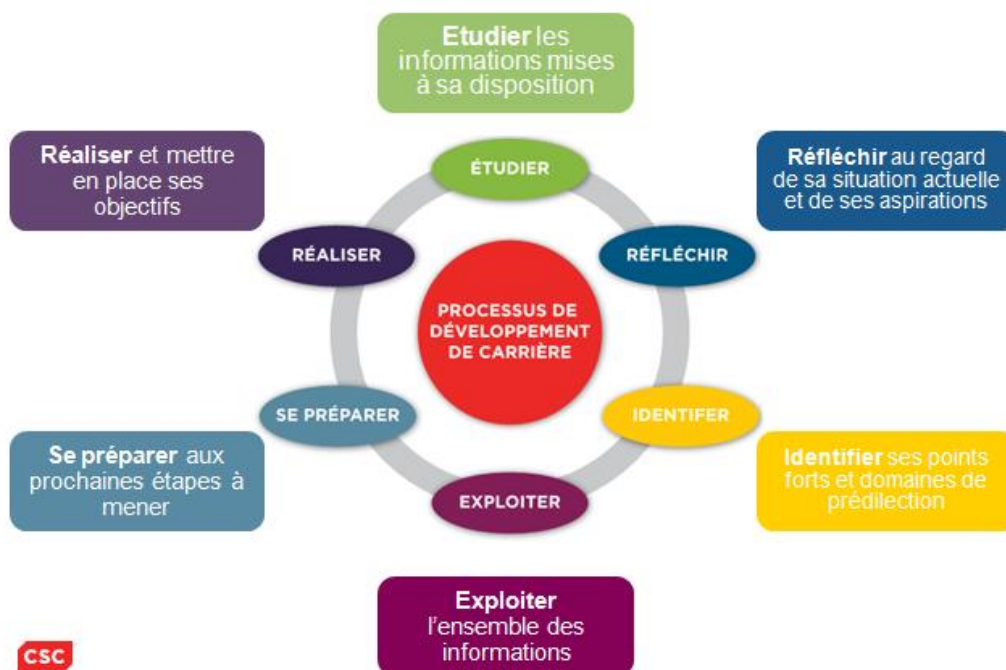 Etudier les
informations mises
à sa disposition
Réaliser et mettre
en place ses
objectifs
ÉTUDIER
Réfléchir au regard
de sa situation actuelle
et de ses aspirations
RÉALISER
RÉFLÉCHIR
PROCESSUS DE
DÉVELOPPEMENT
DE CARRIÈRE
SE PRÉPARER
IDENTIFER
Se préparer aux
prochaines étapes à
mener
EXPLOITER
Identifier ses points
forts et domaines de
prédilection
Exploiter
l'ensemble des
informations
CSC